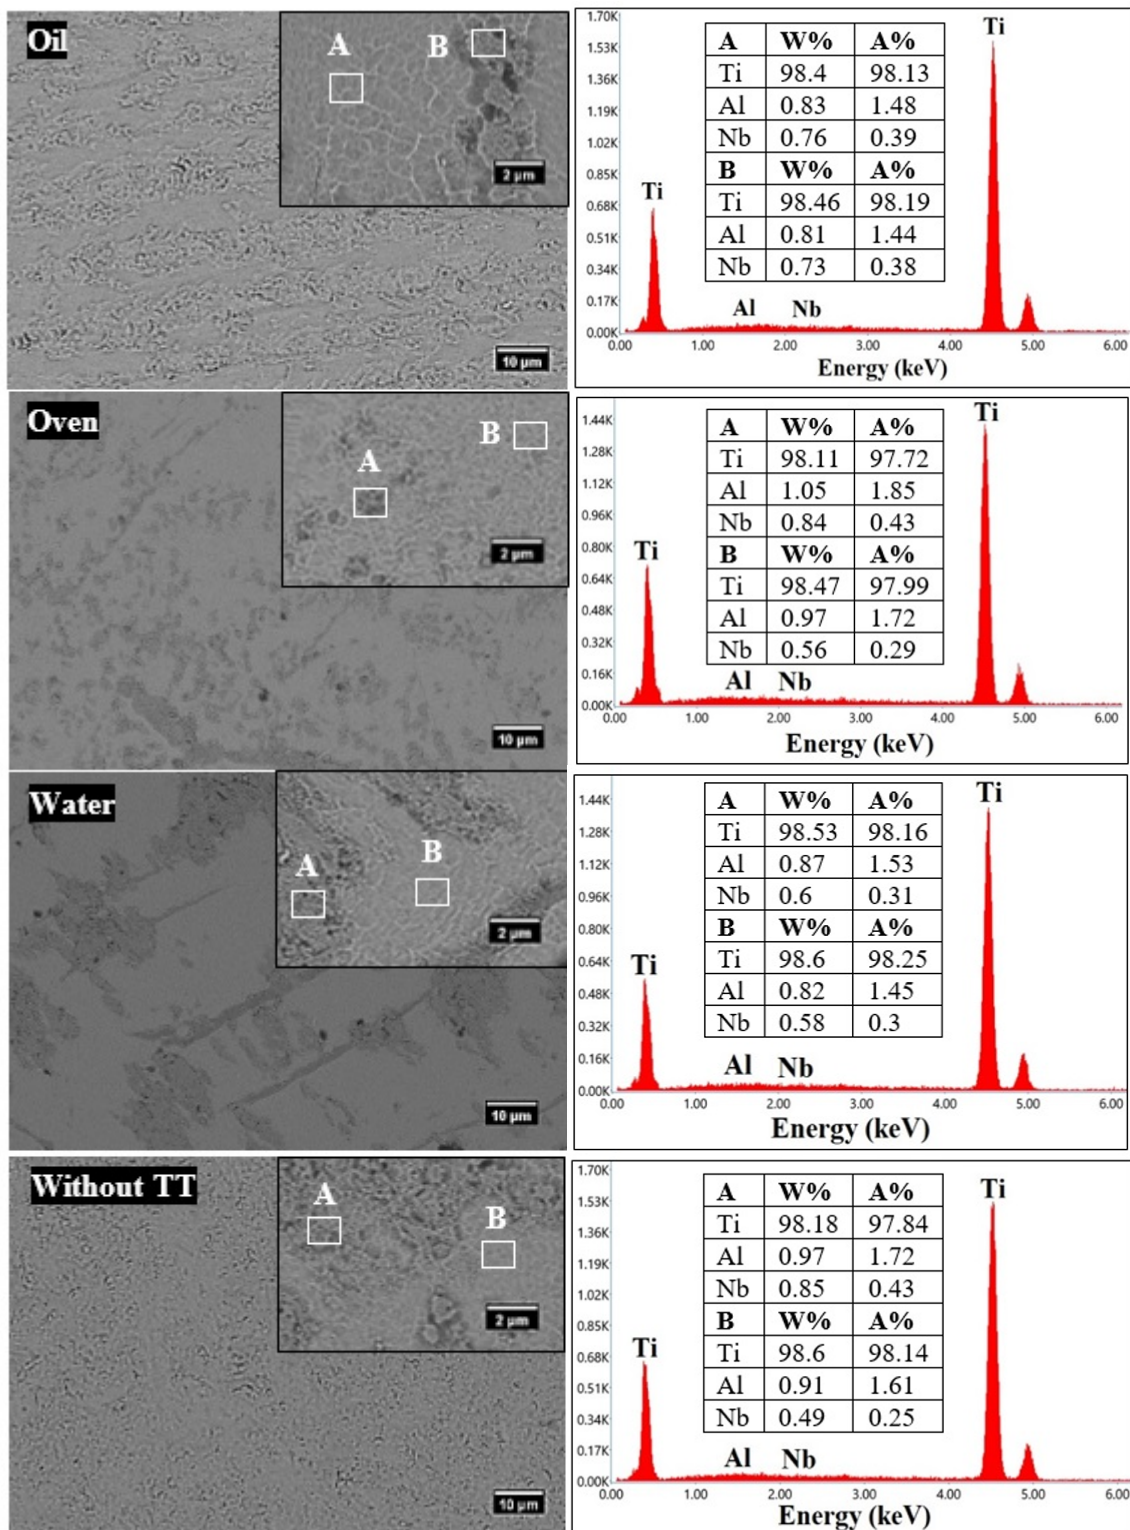 Oil
A
B
2 µm
10 µm
1.70K
1.53K
1.36K
1.19K
1.02K
0.85K
0.68K
0.51K
0.34K
0.17K
0.00K
Ti
Ti
Al Nb
A W% A%
Ti 98.4 98.13
Al 0.83 1.48
Nb 0.76 0.39
B W% A%
Ti 98.46 98.19
Al 0.81 1.44
Nb 0.73 0.38
0.00 1.00 2.00 3.00 4.00 5.00 6.00
Energy (keV)
Oven
A
B
2 µm
10 µm
1.44K
1.28K
1.12K
0.96K
0.80K
0.64K
0.48K
0.32K
0.16K
0.00K
Ti
Ti
Al Nb
A W% A%
Ti 98.11 97.72
Al 1.05 1.85
Nb 0.84 0.43
B W% A%
Ti 98.47 97.99
Al 0.97 1.72
Nb 0.56 0.29
0.00 1.00 2.00 3.00 4.00 5.00 6.00
Energy (keV)
Water
A
B
2 µm
10 µm
1.44K
1.28K
1.12K
0.96K
0.80K
0.64K
0.48K
0.32K
0.16K
0.00K
Ti
Ti
Al Nb
A W% A%
Ti 98.53 98.16
Al 0.87 1.53
Nb 0.6 0.31
B W% A%
Ti 98.6 98.25
Al 0.82 1.45
Nb 0.58 0.3
0.00 1.00 2.00 3.00 4.00 5.00 6.00
Energy (keV)
Without TT
A
B
2 µm
10 µm
1.70K
1.53K
1.36K
1.19K
1.02K
0.85K
0.68K
0.51K
0.34K
0.17K
0.00K
Ti
Ti
Al Nb
A W% A%
Ti 98.18 97.84
Al 0.97 1.72
Nb 0.85 0.43
B W% A%
Ti 98.6 98.14
Al 0.91 1.61
Nb 0.49 0.25
0.00 1.00 2.00 3.00 4.00 5.00 6.00
Energy (keV)